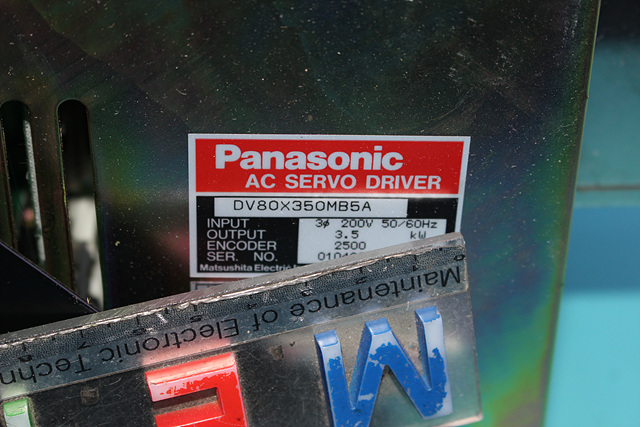 Panasonic
AC SERVO DRIVER
DV80X350MB5A
INPUT 3ϕ 200V 50/60Hz
OUTPUT 3.5 kW
ENCODER 2500
SER. NO.
Matsushita Electric
Maintenance of Electronic
M